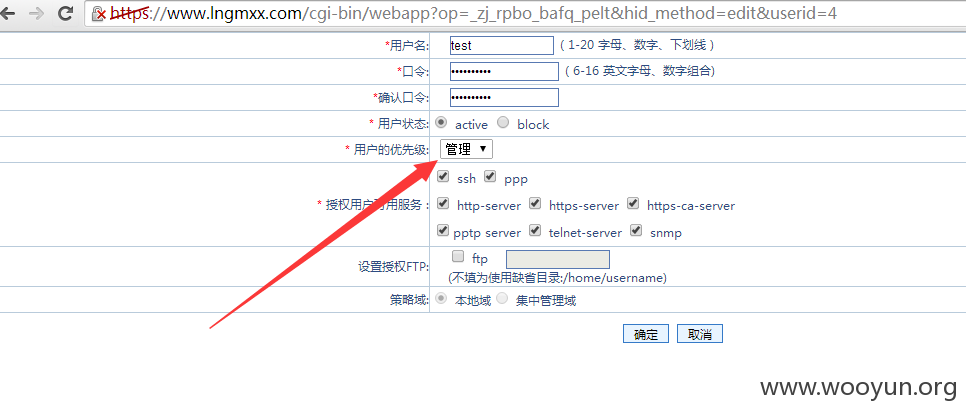 https://www.lngmxx.com/cgi-bin/webapp?op=_zj_rpbo_bafq_pelt&hid_method=edit&userid=4
*用户名: test ( 1-20 字母、数字、下划线 )
*口令: •••••••••• ( 6-16 英文字母、数字组合)
*确认口令: ••••••••••
* 用户状态: active block
* 用户的优先级: 管理 ▼
ssh ppp
* 授权用户可用服务 : http-server https-server https-ca-server
pptp server telnet-server snmp
设置授权FTP: ftp
(不填为使用缺省目录:/home/username)
策略域: 本地域 集中管理域
确定 取消
www.wooyun.org